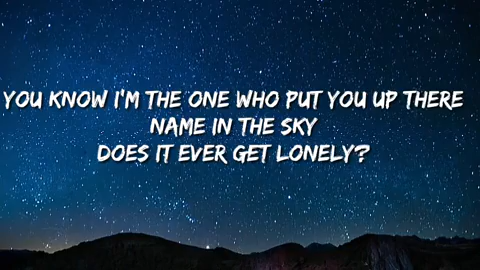 YOU KNOW I'M THE ONE WHO PUT YOU UP THERE
NAME IN THE SKY
DOES IT EVER GET LONELY?